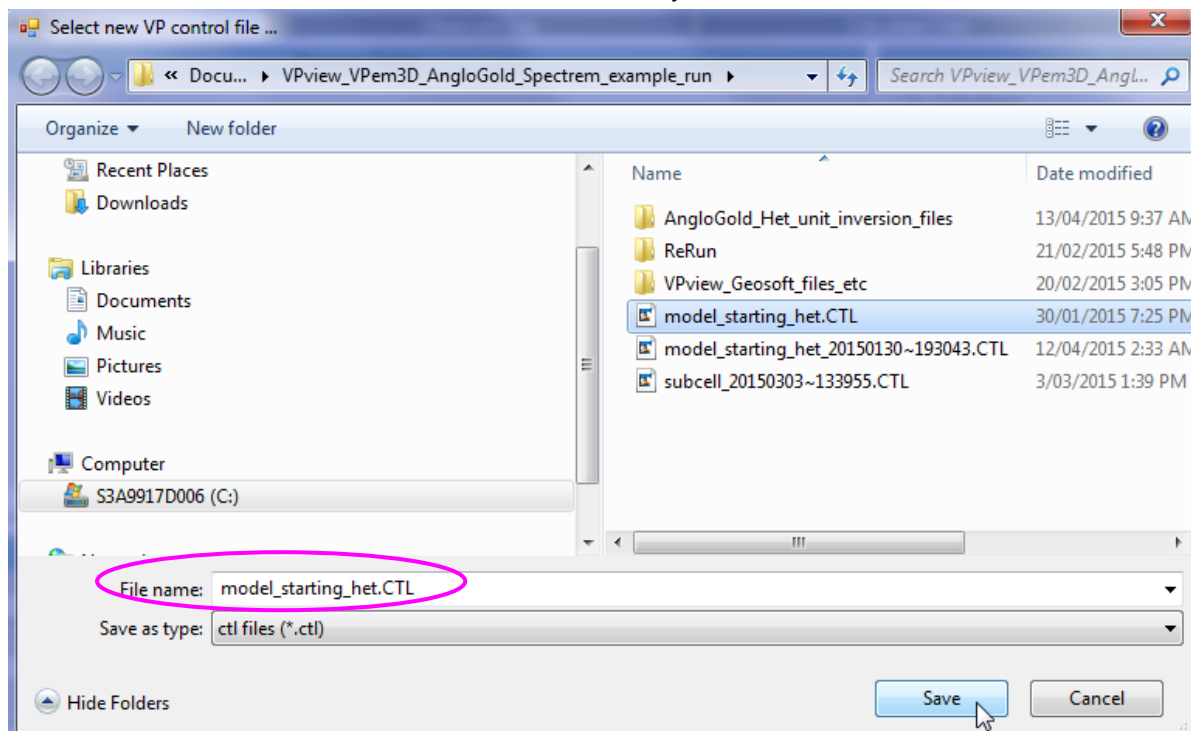 Select new VP control file ...
« Docu... ▸ VPview_VPem3D_AngloGold_Spectrem_example_run ▸
Search VPview_VPem3D_Angl...
Organize New folder
Recent Places
Downloads
Libraries
Documents
Music
Pictures
Videos
Computer
S3A9917D006 (C:)
Name Date modified
AngloGold_Het_unit_inversion_files 13/04/2015 9:37 AM
ReRun 21/02/2015 5:48 PM
VPview_Geosoft_files_etc 20/02/2015 3:05 PM
model_starting_het.CTL 30/01/2015 7:25 PM
model_starting_het_20150130~193043.CTL 12/04/2015 2:33 AM
subcell_20150303~133955.CTL 3/03/2015 1:39 PM
File name: model_starting_het.CTL
Save as type: ctl files (*.ctl)
Hide Folders Save Cancel